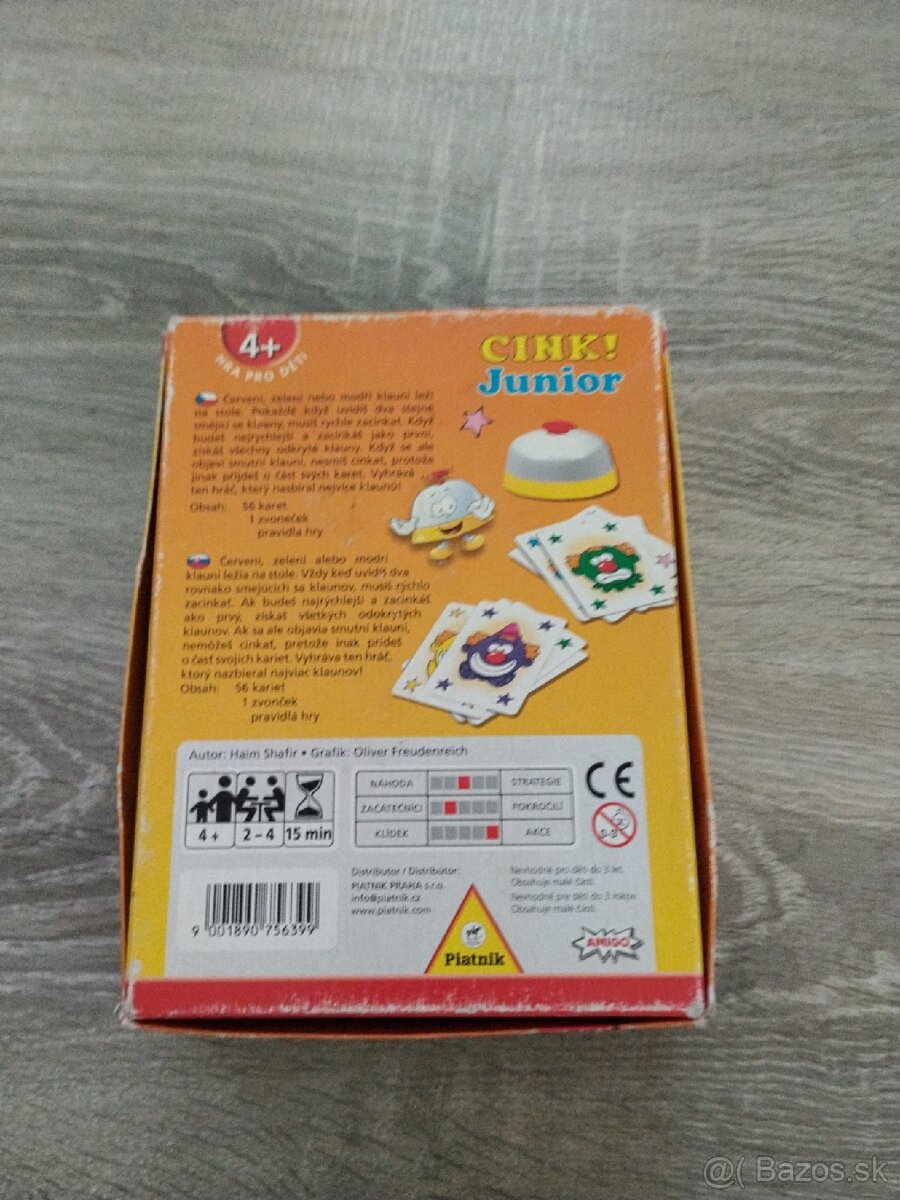 4+
HRA PRO DĚTI
CINK!
Junior
Červení, zelení nebo modří klauni leží
na stole. Pokaždé když uvidíš dva stejné
smějící se klauny, musíš rychle zacinkat. Když
budeš nejrychlejší a zacinkáš jako první,
získáš všechny odkryté klauny. Když se ale
objeví smutní klauni, nesmíš cinkat, protože
jinak přijdeš o část svých karet. Vyhrává
ten hráč, který nasbíral nejvíce klaunů!
Obsah: 56 karet
1 zvoneček
pravidla hry
Červení, zelení alebo modrí
klauni ležia na stole. Vždy keď uvidíš dva
rovnako smejúcich sa klaunov, musíš rýchlo
zacinkať. Ak budeš najrýchlejší a zacinkáš
ako prvý, získaš všetkých odokrytých
klaunov. Ak sa ale objavia smutní klauni,
nemôžeš cinkať, pretože inak prídeš
o časť svojich kariet. Vyhráva ten hráč,
ktorý nazbieral najviac klaunov!
Obsah: 56 kariet
1 zvonček
pravidlá hry
Autor: Haim Shafir • Grafik: Oliver Freudenreich
4+ 2-4 15 min
NÁHODA STRATEGIE
ZAČÁTEČNÍCI POKROČILÍ
KLÍDEK AKCE
CE
0-3
Distributor / Distribútor:
PIATNIK PRAHA s.r.o.
info@piatnik.cz
www.piatnik.com
Nevhodné pro děti do 3 let.
Obsahuje malé části.
Nevhodné pre deti do 3 rokov.
Obsahuje malé časti.
9 001890 756399
Piatnik
AMIGO
@( Bazos.sk